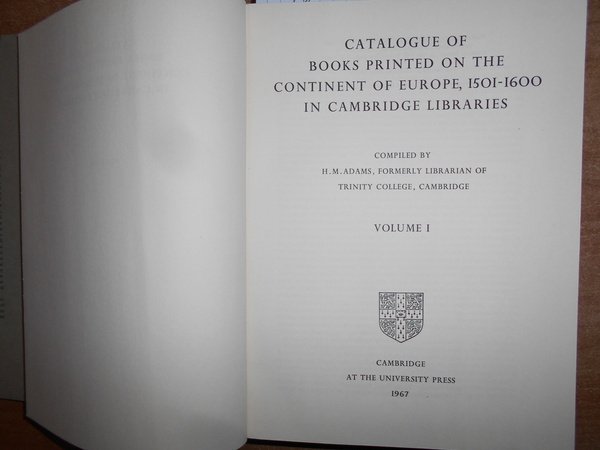 CATALOGUE OF
BOOKS PRINTED ON THE
CONTINENT OF EUROPE, 1501-1600
IN CAMBRIDGE LIBRARIES
COMPILED BY
H. M. ADAMS, FORMERLY LIBRARIAN OF
TRINITY COLLEGE, CAMBRIDGE
VOLUME I
CAMBRIDGE
AT THE UNIVERSITY PRESS
1967